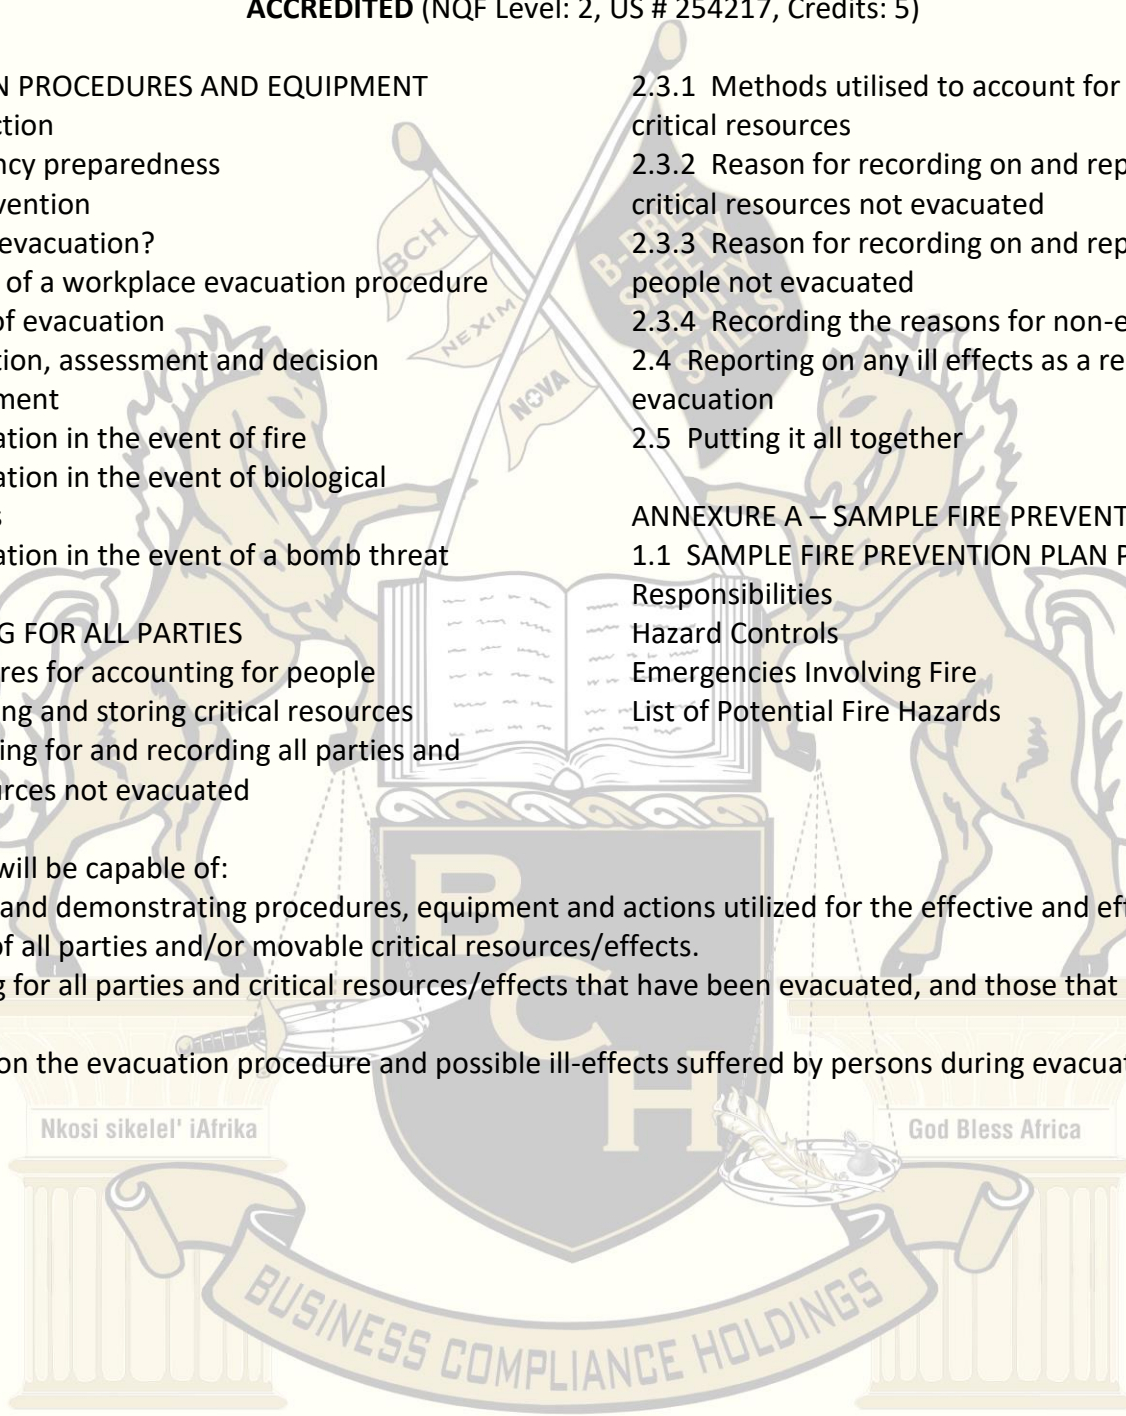 ACCREDITED (NQF Level: 2, US # 254217, Credits: 5)
N PROCEDURES AND EQUIPMENT
ction
ncy preparedness
vention
evacuation?
of a workplace evacuation procedure
of evacuation
tion, assessment and decision
ment
ation in the event of fire
ation in the event of biological
s
ation in the event of a bomb threat
G FOR ALL PARTIES
res for accounting for people
ng and storing critical resources
ing for and recording all parties and
urces not evacuated
2.3.1 Methods utilised to account for
critical resources
2.3.2 Reason for recording on and rep
critical resources not evacuated
2.3.3 Reason for recording on and rep
people not evacuated
2.3.4 Recording the reasons for non-e
2.4 Reporting on any ill effects as a re
evacuation
2.5 Putting it all together
ANNEXURE A – SAMPLE FIRE PREVENT
1.1 SAMPLE FIRE PREVENTION PLAN P
Responsibilities
Hazard Controls
Emergencies Involving Fire
List of Potential Fire Hazards
will be capable of:
and demonstrating procedures, equipment and actions utilized for the effective and eff
of all parties and/or movable critical resources/effects.
g for all parties and critical resources/effects that have been evacuated, and those that
on the evacuation procedure and possible ill-effects suffered by persons during evacuat
BCH
NEXIM
NOVA
B-BBEE
SAFETY
EQUITY
SKILLS
B
C
H
Nkosi sikelel' iAfrika
God Bless Africa
BUSINESS COMPLIANCE HOLDINGS